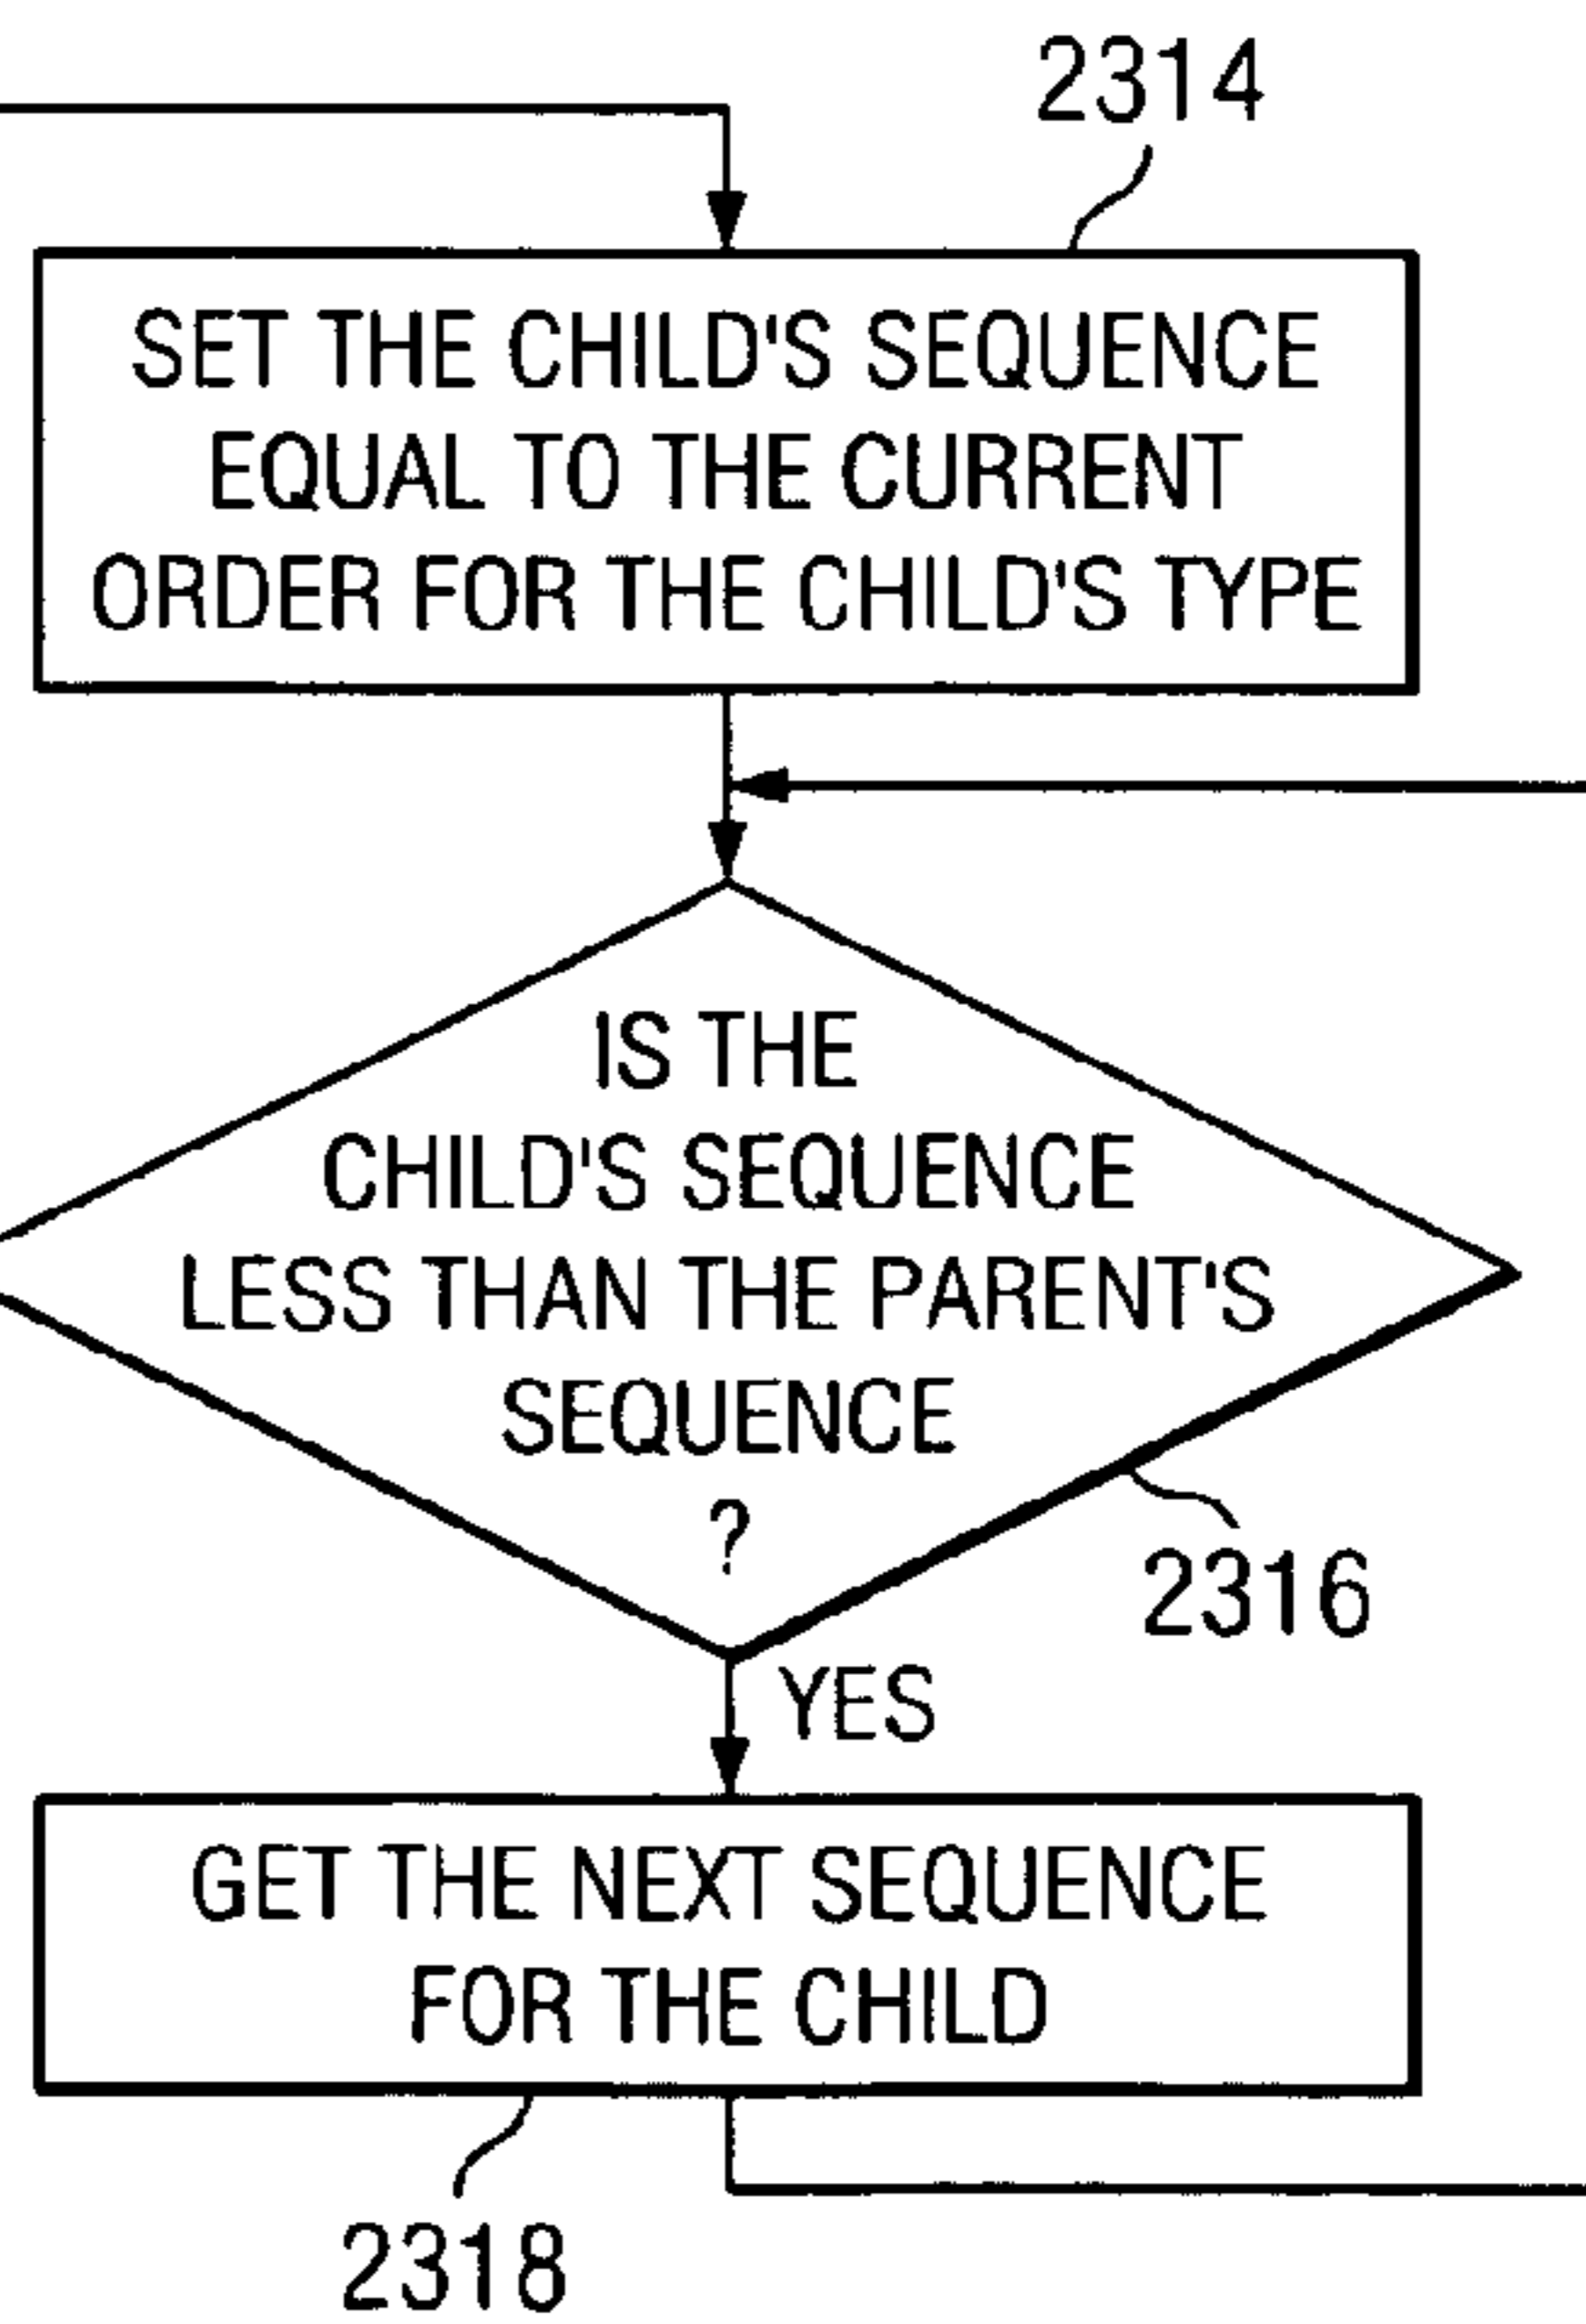 2314
SET THE CHILD'S SEQUENCE
EQUAL TO THE CURRENT
ORDER FOR THE CHILD'S TYPE
IS THE
CHILD'S SEQUENCE
LESS THAN THE PARENT'S
SEQUENCE
?
2316
YES
GET THE NEXT SEQUENCE
FOR THE CHILD
2318